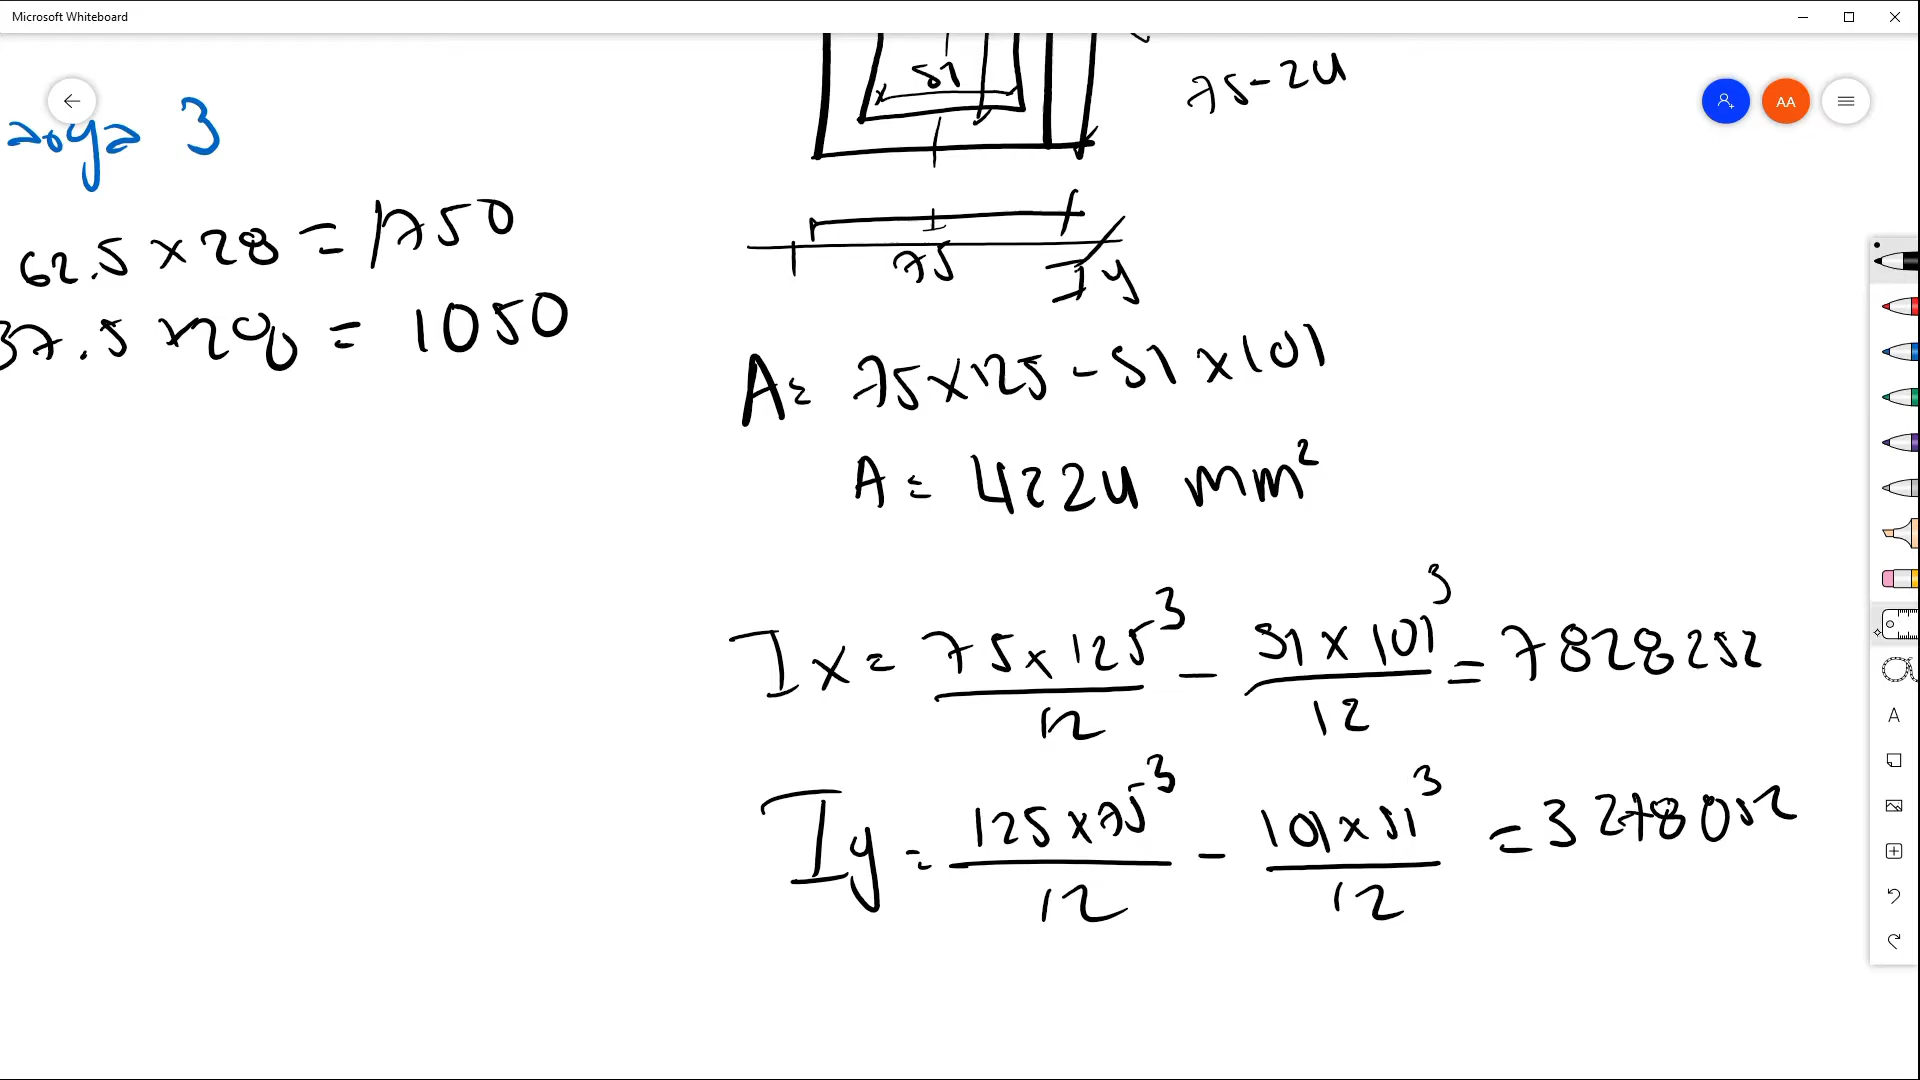 Microsoft Whiteboard
AA
3
62.5 x 28 = 1750
37.5 x 28 = 1050
51
75-24
75
Iy
A = 75x125 - 51x101
A = 4224 mm²
Ix = 75x125³/12 - 51x101³/12 = 7828252
Iy = 125x75³/12 - 101x51³/12 = 3278052
A